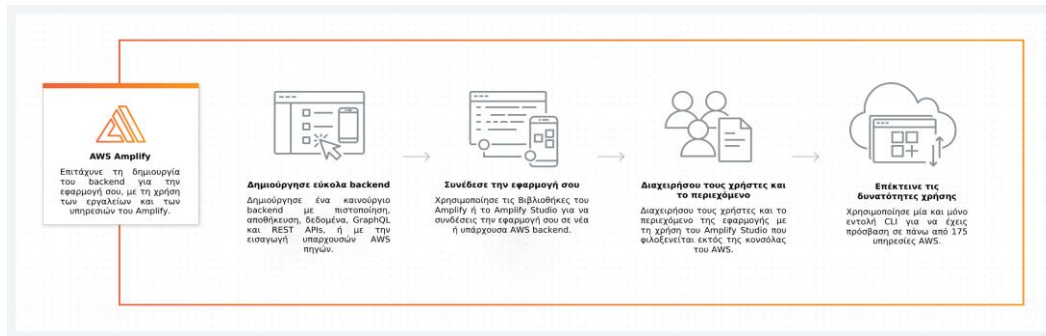 AWS Amplify
Επιτάχυνε τη δημιουργία
του backend για την
εφαρμογή σου, με τη χρήση
των εργαλείων και των
υπηρεσιών του Amplify.
Δημιούργησε εύκολα backend
Δημιούργησε ένα καινούργιο
backend με πιστοποίηση,
αποθήκευση, δεδομένα, GraphQL
και REST APIs, ή με την
εισαγωγή υπαρχουσών AWS
πηγών.
Συνέδεσε την εφαρμογή σου
Χρησιμοποίησε τις Βιβλιοθήκες του
Amplify ή το Amplify Studio για να
συνδέσεις την εφαρμογή σου σε νέα
ή υπάρχουσα AWS backend.
Διαχειρήσου τους χρήστες και
το περιεχόμενο
Διαχειρήσου τους χρήστες και το
περιεχόμενο της εφαρμογής με
τη χρήση του Amplify Studio που
φιλοξενείται εκτός της κονσόλας
του AWS.
Επέκτεινε τις
δυνατότητες χρήσης
Χρησιμοποίησε μία και μόνο
εντολή CLI για να έχεις
πρόσβαση σε πάνω από 175
υπηρεσίες AWS.